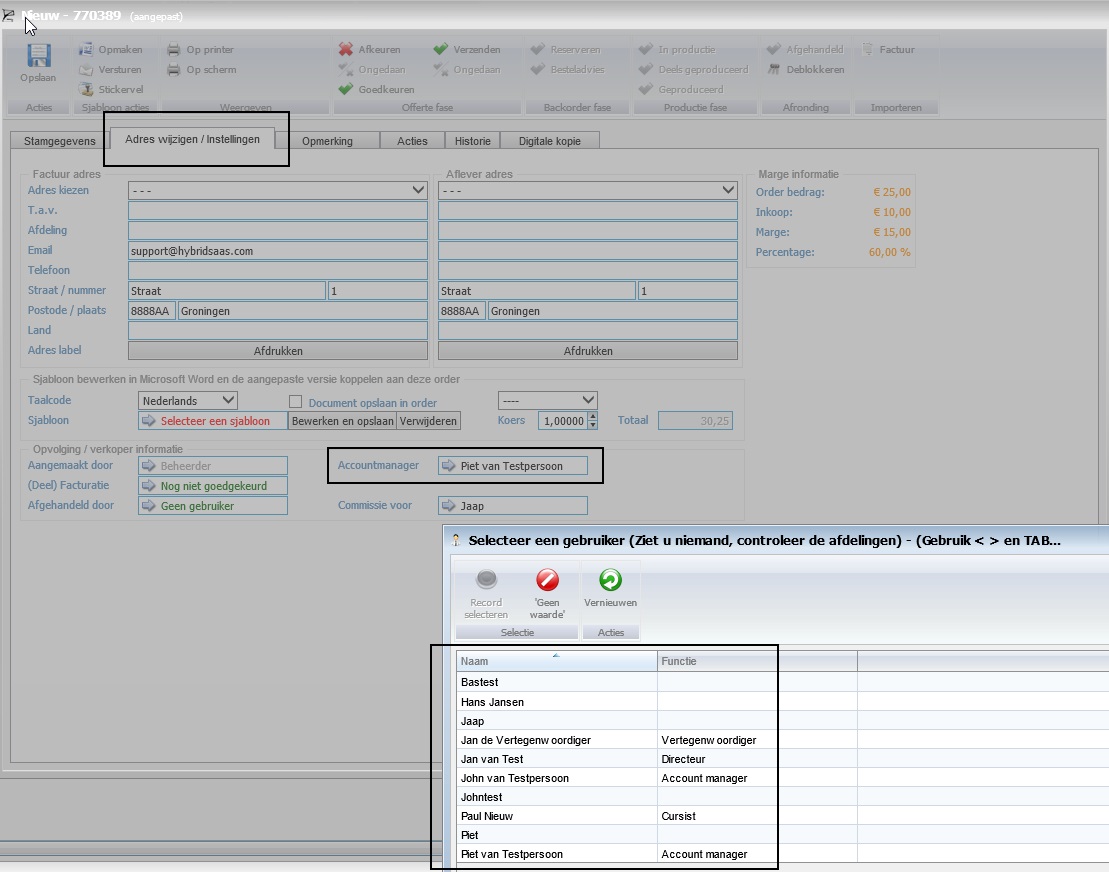 Nieuw - 770389 (aangepast)
Opslaan
Opmaken
Versturen
Stickervel
Op printer
Op scherm
Afkeuren
Ongedaan
Goedkeuren
Verzenden
Ongedaan
Reserveren
Besteladvies
In productie
Deels geproduceerd
Geproduceerd
Afgehandeld
Deblokkeren
Factuur
Acties Sjabloon acties Weergeven Offerte fase Backorder fase Productie fase Afronding Importeren
Stamgegevens Adres wijzigen / Instellingen Opmerking Acties Historie Digitale kopie
Factuur adres Aflever adres Marge informatie
Adres kiezen --- --- Order bedrag: € 25,00
T.a.v. Inkoop: € 10,00
Afdeling Marge: € 15,00
Email support@hybridsaas.com Percentage: 60,00 %
Telefoon
Straat / nummer Straat 1 Straat 1
Postode / plaats 8888AA Groningen 8888AA Groningen
Land
Adres label Afdrukken Afdrukken
Sjabloon bewerken in Microsoft Word en de aangepaste versie koppelen aan deze order
Taalcode Nederlands Document opslaan in order ----
Sjabloon Selecteer een sjabloon Bewerken en opslaan Verwijderen Koers 1,00000 Totaal 30,25
Opvolging / verkoper informatie
Aangemaakt door Beheerder Accountmanager Piet van Testpersoon
(Deel) Facturatie Nog niet goedgekeurd
Afgehandeld door Geen gebruiker Commissie voor Jaap
Selecteer een gebruiker (Ziet u niemand, controleer de afdelingen) - (Gebruik < > en TAB...
Record selecteren
'Geen waarde'
Vernieuwen
Selectie Acties
Naam Functie
Bastest
Hans Jansen
Jaap
Jan de Vertegenw oordiger Vertegenw oordiger
Jan van Test Directeur
John van Testpersoon Account manager
Johntest
Paul Nieuw Cursist
Piet
Piet van Testpersoon Account manager